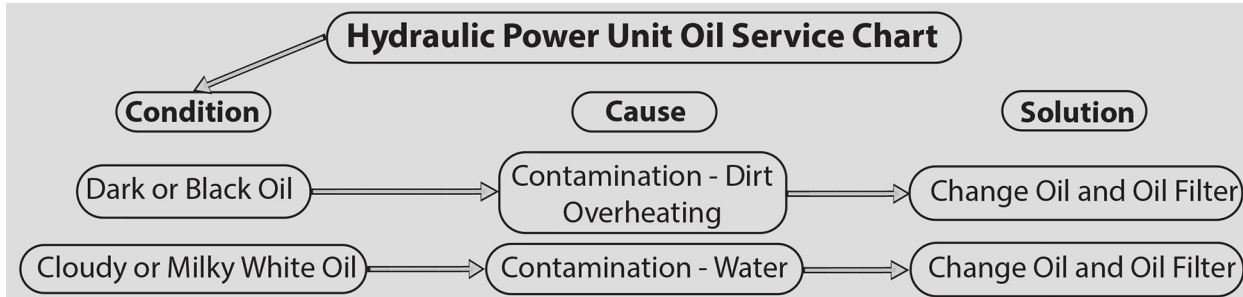 Hydraulic Power Unit Oil Service Chart
Condition
Cause
Solution
Dark or Black Oil
Contamination - Dirt
Overheating
Change Oil and Oil Filter
Cloudy or Milky White Oil
Contamination - Water
Change Oil and Oil Filter